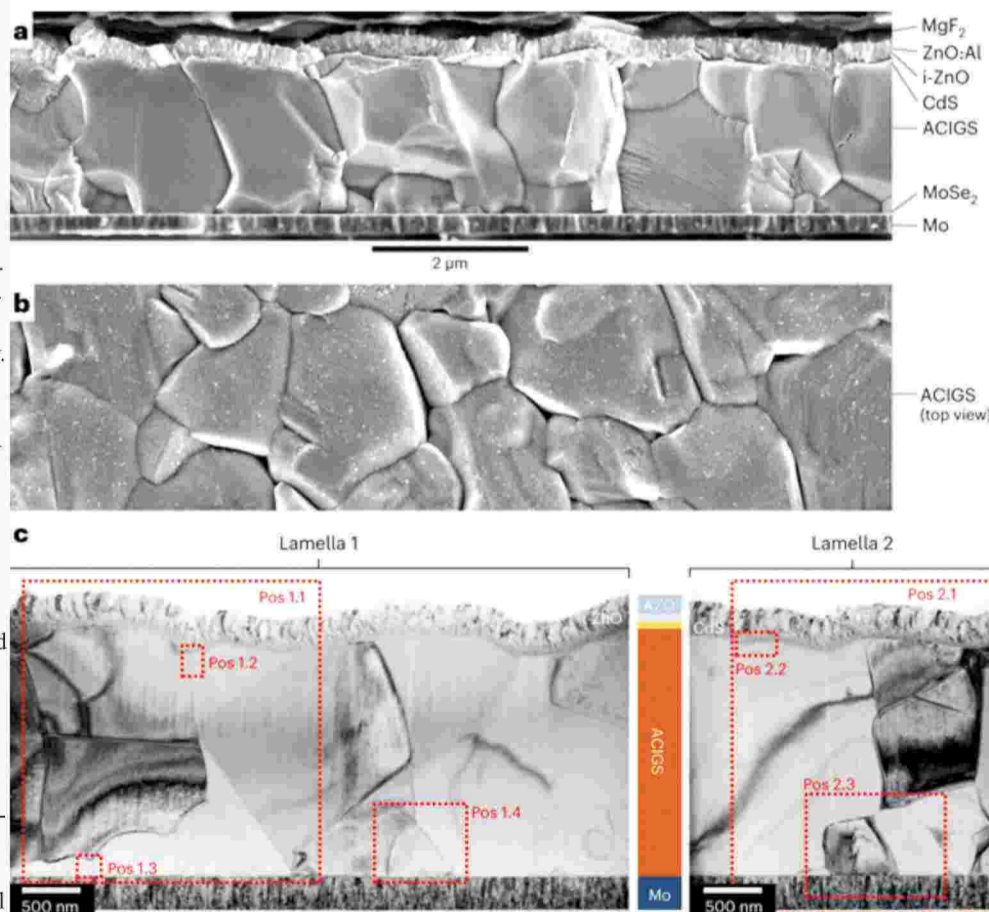 a
MgF₂
ZnO:Al
i-ZnO
CdS
ACIGS
MoSe₂
Mo
2 µm
b
ACIGS
(top view)
c
Lamella 1
Lamella 2
Pos 1.1
Pos 1.2
Pos 1.3
Pos 1.4
500 nm
AZO
ACIGS
Mo
CdS
Pos 2.1
Pos 2.2
Pos 2.3
500 nm